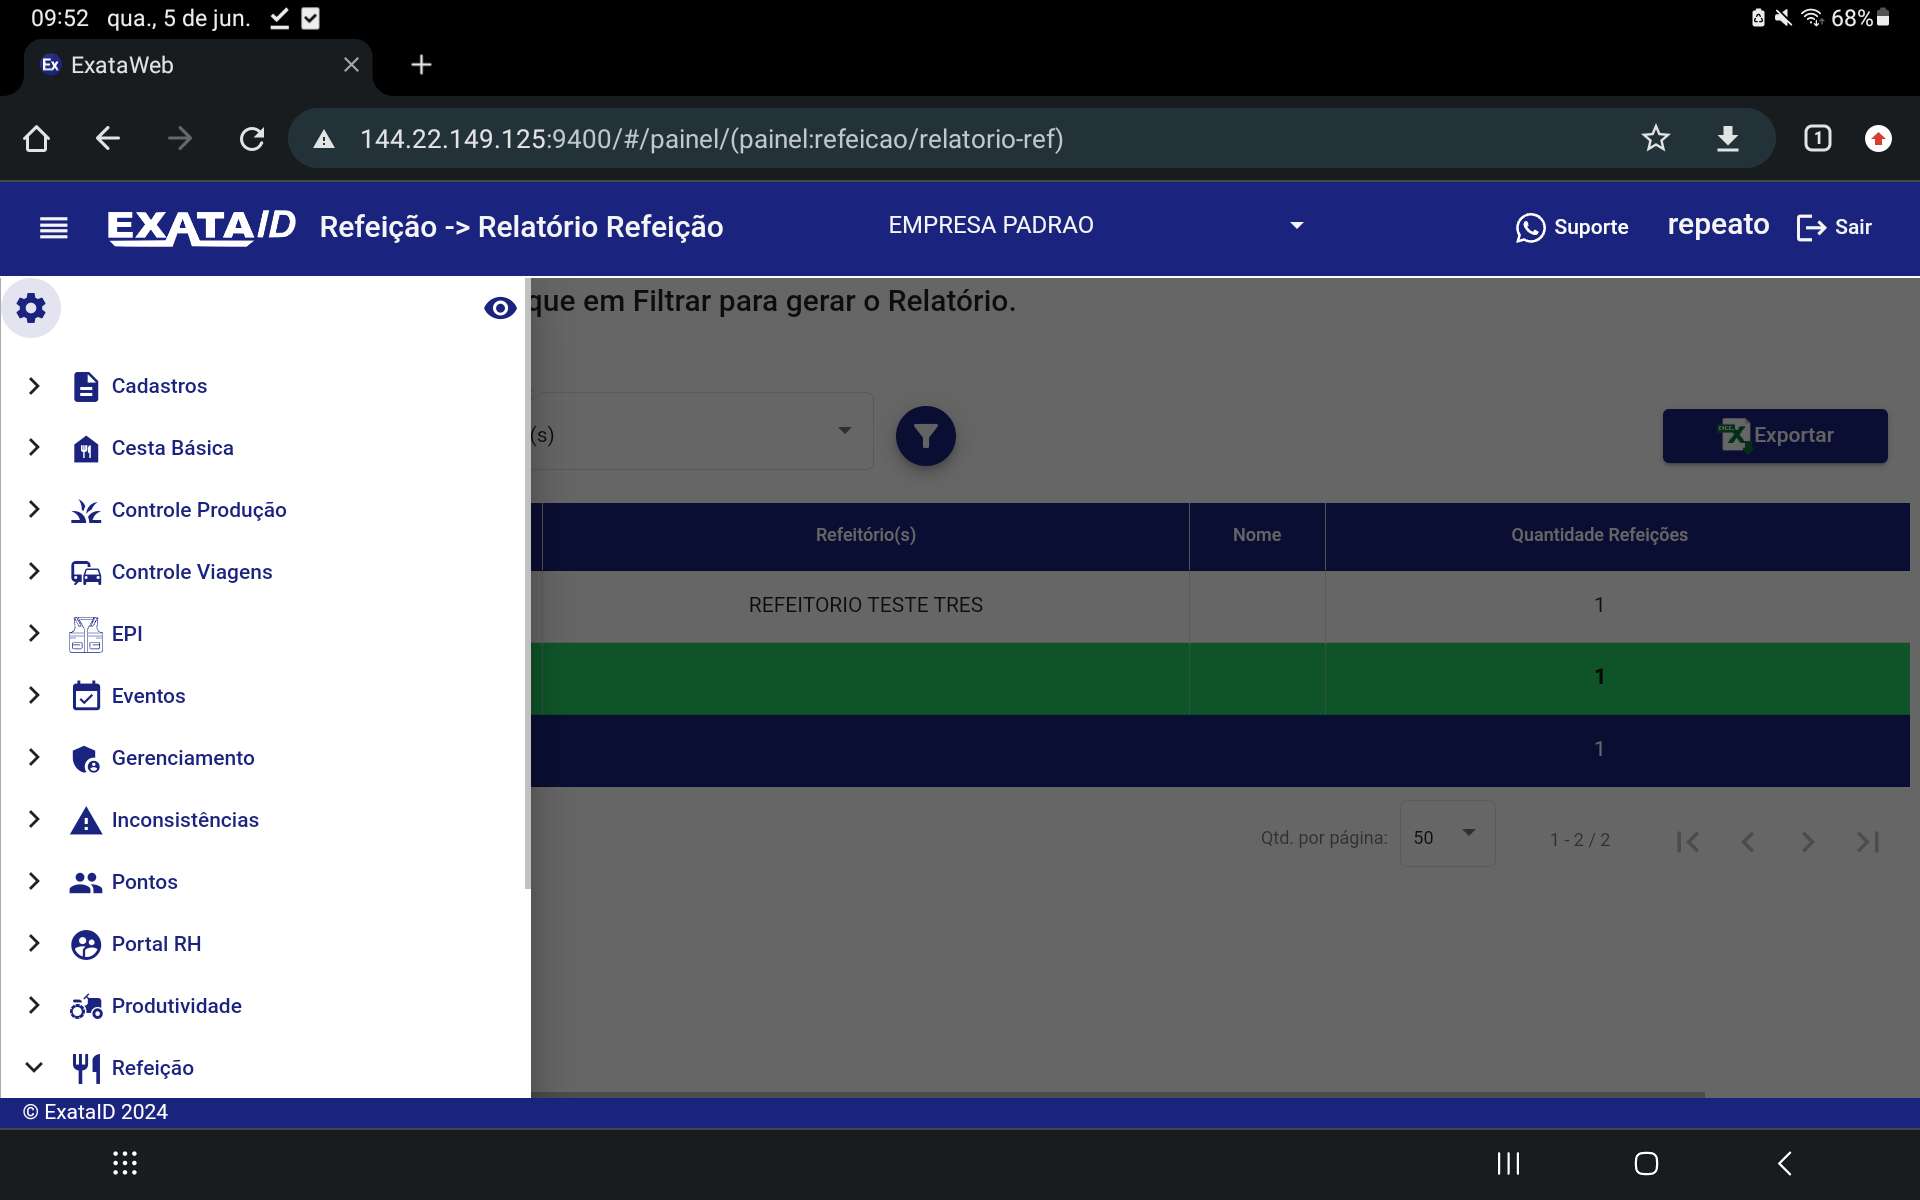 09:52 qua., 5 de jun. 68%
Ex ExataWeb
144.22.149.125:9400/#/painel/(painel:refeicao/relatorio-ref) 1
EXATAID Refeição -> Relatório Refeição EMPRESA PADRAO Suporte repeato Sair
que em Filtrar para gerar o Relatório.
Cadastros
(s) Exportar
Cesta Básica
Controle Produção
Refeitório(s) Nome Quantidade Refeições
Controle Viagens
REFEITORIO TESTE TRES 1
EPI
1
Eventos
1
Gerenciamento
Inconsistências
Qtd. por página: 50 1 - 2 / 2
Pontos
Portal RH
Produtividade
Refeição
© ExataID 2024